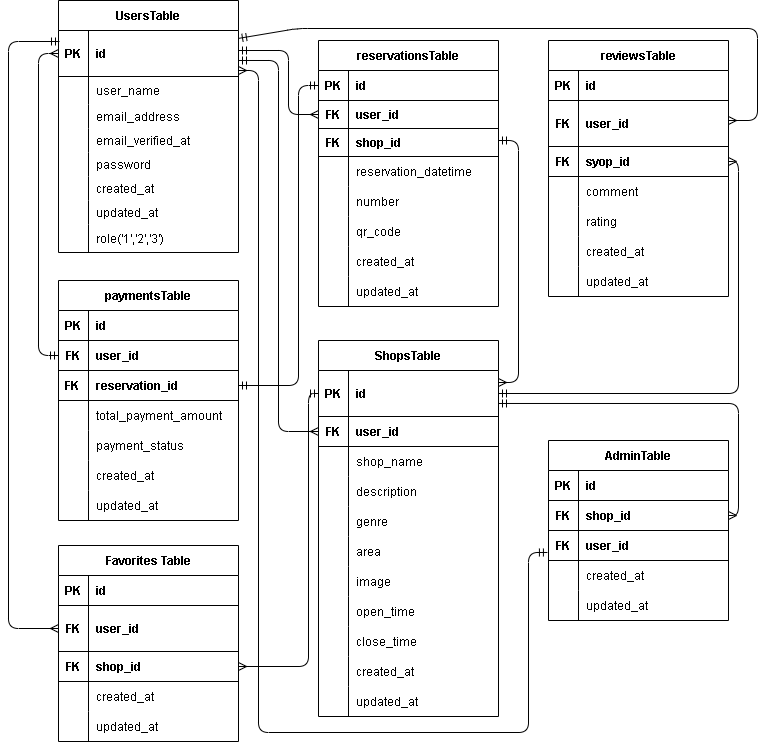 UsersTable
PK id
user_name
email_address
email_verified_at
password
created_at
updated_at
role('1','2','3')
paymentsTable
PK id
FK user_id
FK reservation_id
total_payment_amount
payment_status
created_at
updated_at
Favorites Table
PK id
FK user_id
FK shop_id
created_at
updated_at
reservationsTable
PK id
FK user_id
FK shop_id
reservation_datetime
number
qr_code
created_at
updated_at
ShopsTable
PK id
FK user_id
shop_name
description
genre
area
image
open_time
close_time
created_at
updated_at
reviewsTable
PK id
FK user_id
FK syop_id
comment
rating
created_at
updated_at
AdminTable
PK id
FK shop_id
FK user_id
created_at
updated_at